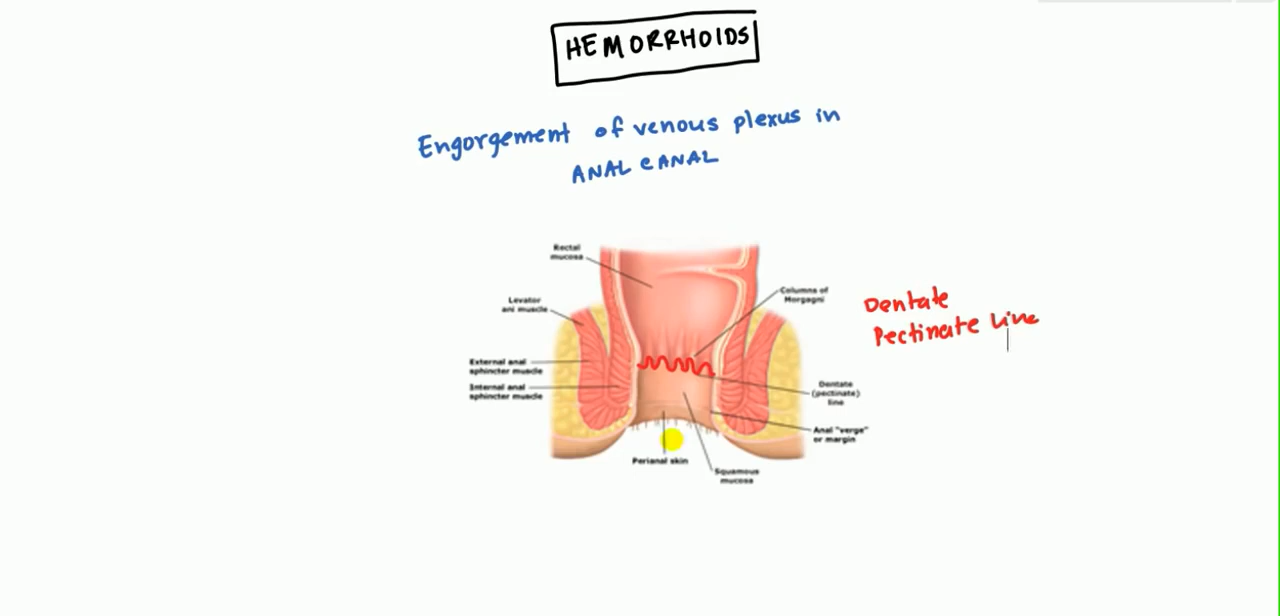 HEMORRHOIDS
Engorgement of venous plexus in
ANAL CANAL
Rectal
mucosa
Levator
ani muscle
External anal
sphincter muscle
Internal anal
sphincter muscle
Columns of
Morgagni
Dentate
Pectinate line
Dentate
(pectinate)
line
Anal "verge"
or margin
Perianal skin
Squamous
mucosa